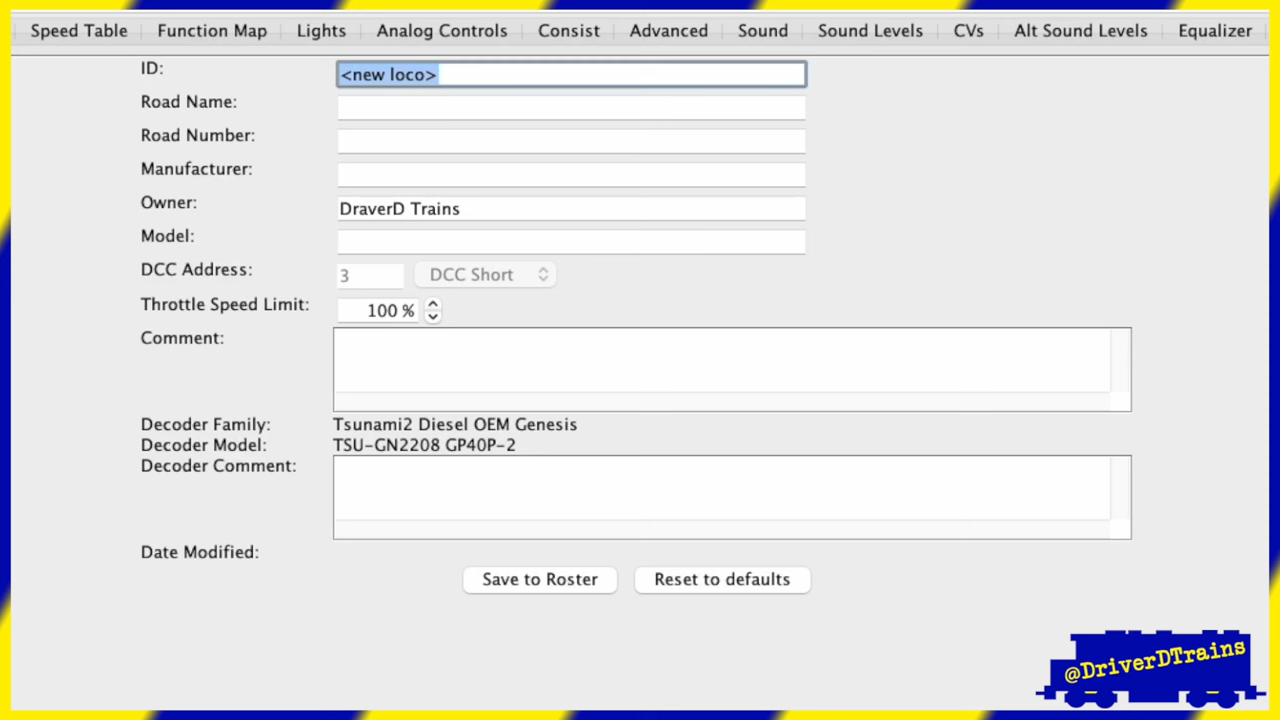 Speed Table Function Map Lights Analog Controls Consist Advanced Sound Sound Levels CVs Alt Sound Levels Equalizer
ID: <new loco>
Road Name:
Road Number:
Manufacturer:
Owner: DraverD Trains
Model:
DCC Address: 3 DCC Short
Throttle Speed Limit: 100 %
Comment:
Decoder Family: Tsunami2 Diesel OEM Genesis
Decoder Model: TSU-GN2208 GP40P-2
Decoder Comment:
Date Modified:
Save to Roster Reset to defaults
@DriverDTrains